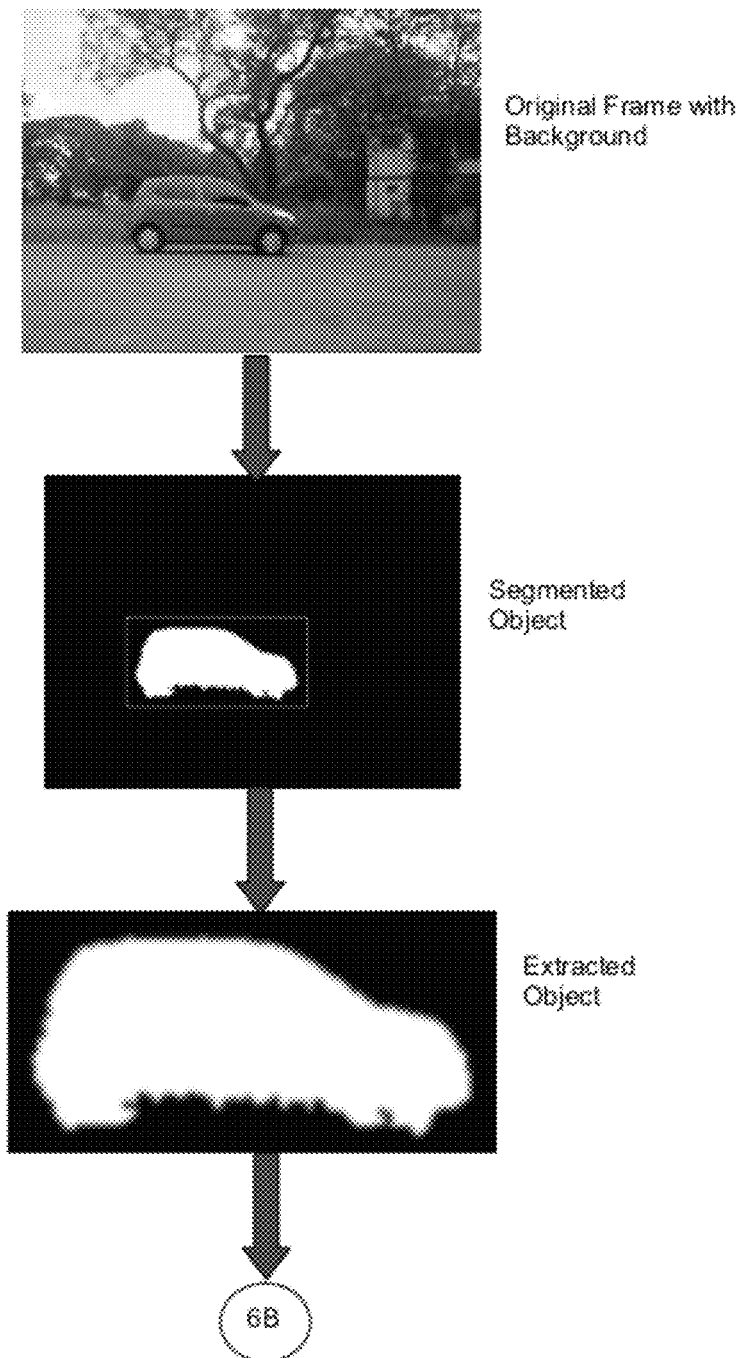 Original Frame with
Background
Segmented
Object
Extracted
Object
6B